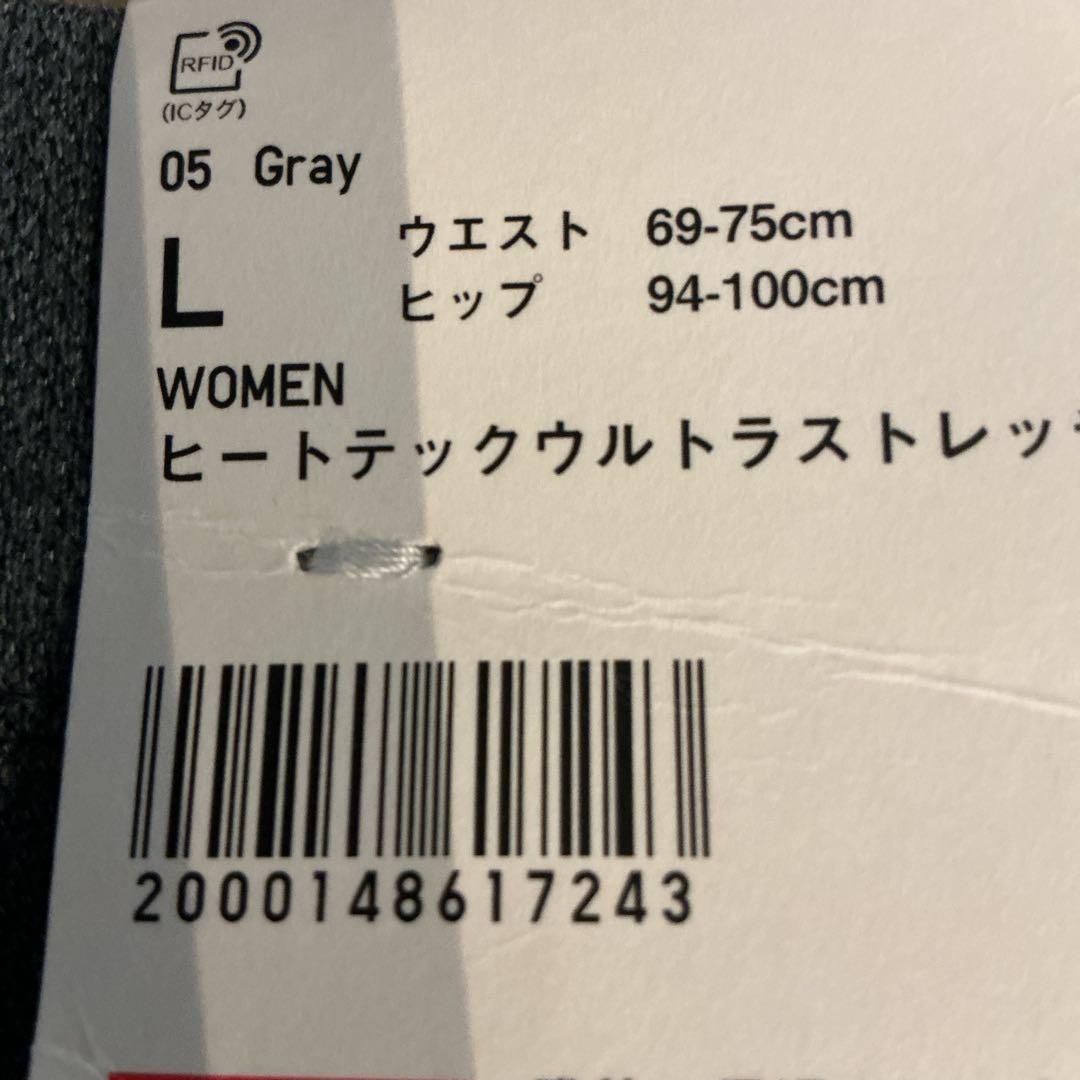 RFID
(ICタグ)
05 Gray
L
ウエスト 69-75cm
ヒップ 94-100cm
WOMEN
ヒートテックウルトラストレッ
2000148617243